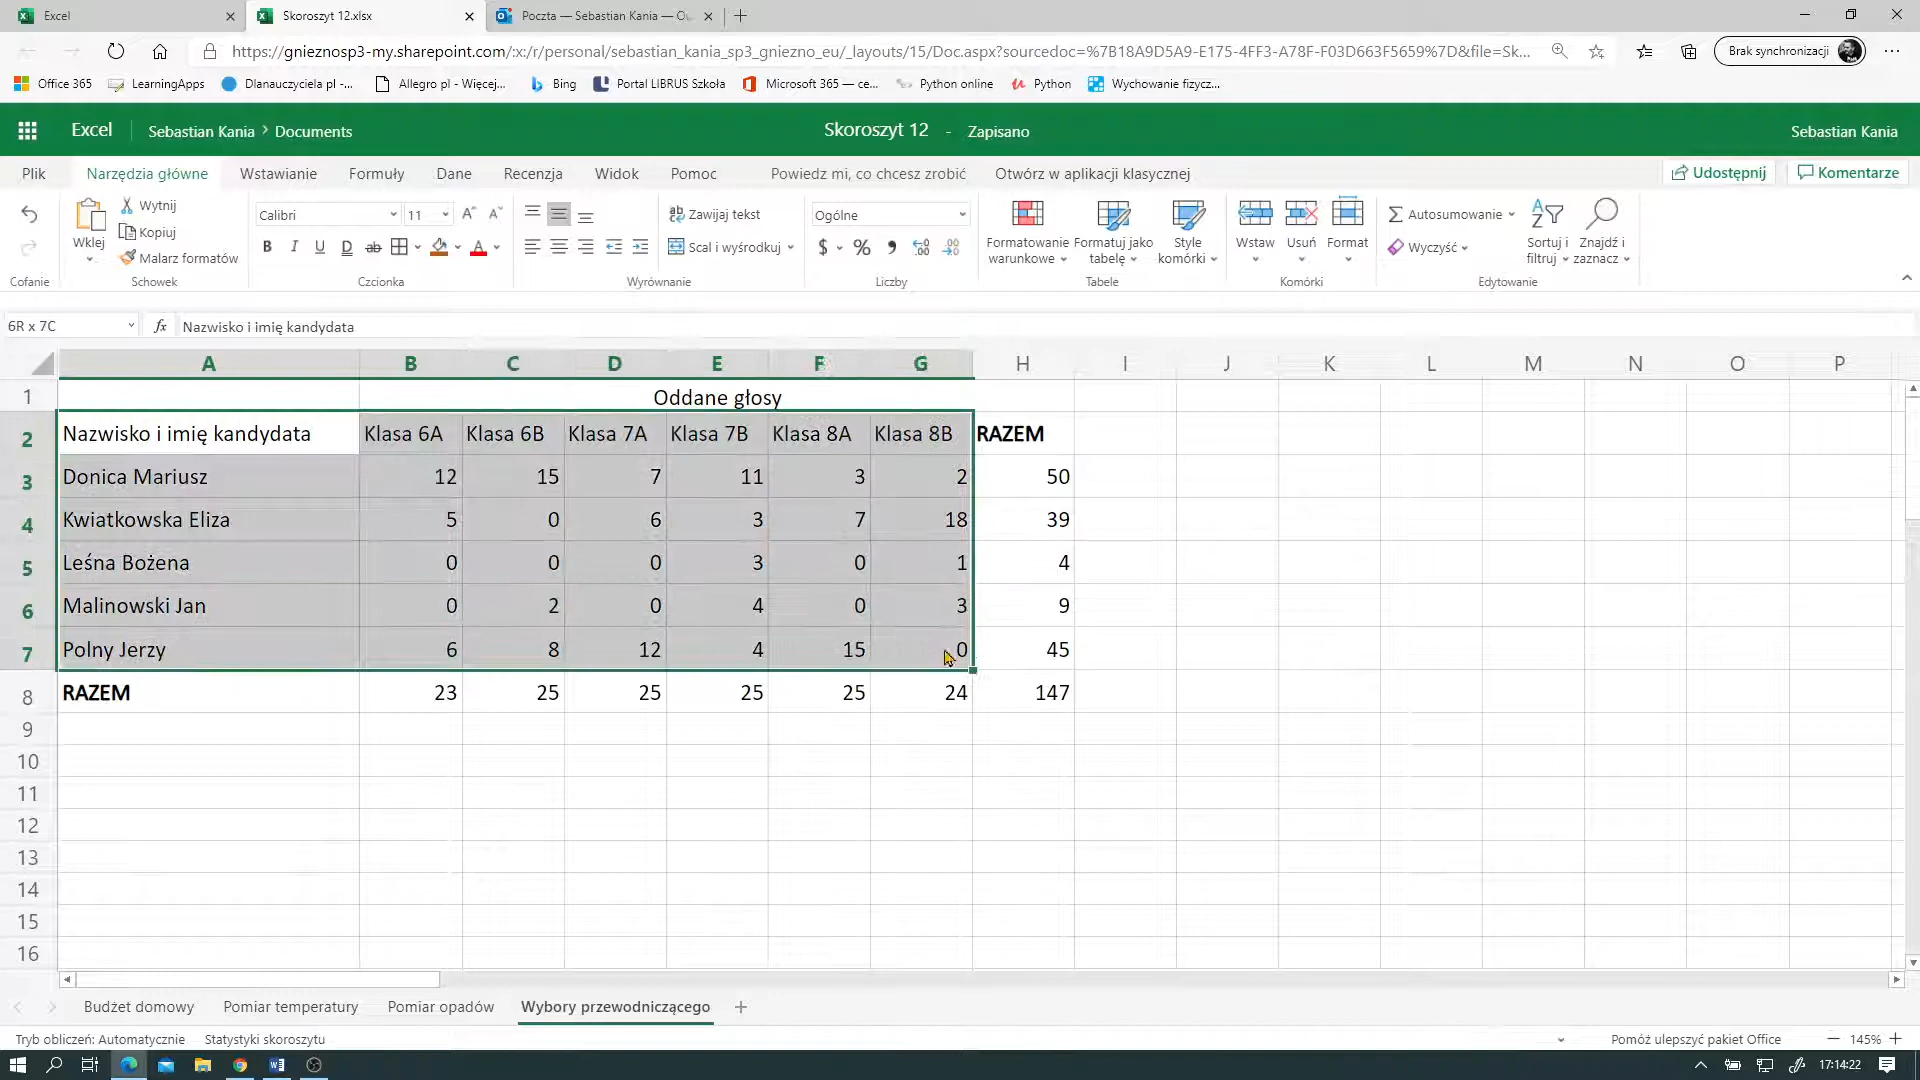 Excel
Skoroszyt 12.xlsx
Poczta — Sebastian Kania — O
https://gnieznosp3-my.sharepoint.com/:x:/r/personal/sebastian_kania_sp3_gniezno_eu/_layouts/15/Doc.aspx?sourcedoc=%7B18A9D5A9-E175-4FF3-A78F-F03D663F5659%7D&file=Sk...
Brak synchronizacji
Office 365 LearningApps Dlanauczyciela pl -... Allegro pl - Więcej... Bing Portal LIBRUS Szkoła Microsoft 365 — ce... Python online Python Wychowanie fizycz...
Excel Sebastian Kania > Documents Skoroszyt 12 - Zapisano Sebastian Kania
Plik Narzędzia główne Wstawianie Formuły Dane Recenzja Widok Pomoc Powiedz mi, co chcesz zrobić Otwórz w aplikacji klasycznej Udostępnij Komentarze
Wklej
Wytnij
Kopiuj
Malarz formatów
Calibri 11
B I U D ab A
Zawijaj tekst
Scal i wyśrodkuj
Ogólne
$ %
Formatowanie warunkowe
Formatuj jako tabelę
Style komórki
Wstaw
Usuń
Format
Autosumowanie
Wyczyść
Sortuj i filtruj
Znajdź i zaznacz
Cofanie Schowek Czcionka Wyrównanie Liczby Tabele Komórki Edytowanie
6R x 7C fx Nazwisko i imię kandydata
A B C D E F G H I J K L M N O P
1 Oddane głosy
2 Nazwisko i imię kandydata Klasa 6A Klasa 6B Klasa 7A Klasa 7B Klasa 8A Klasa 8B RAZEM
3 Donica Mariusz 12 15 7 11 3 2 50
4 Kwiatkowska Eliza 5 0 6 3 7 18 39
5 Leśna Bożena 0 0 0 3 0 1 4
6 Malinowski Jan 0 2 0 4 0 3 9
7 Polny Jerzy 6 8 12 4 15 0 45
8 RAZEM 23 25 25 25 25 24 147
9
10
11
12
13
14
15
16
Budżet domowy Pomiar temperatury Pomiar opadów Wybory przewodniczącego
Tryb obliczeń: Automatycznie Statystyki skoroszytu Pomóż ulepszyć pakiet Office 145%
17:14:22